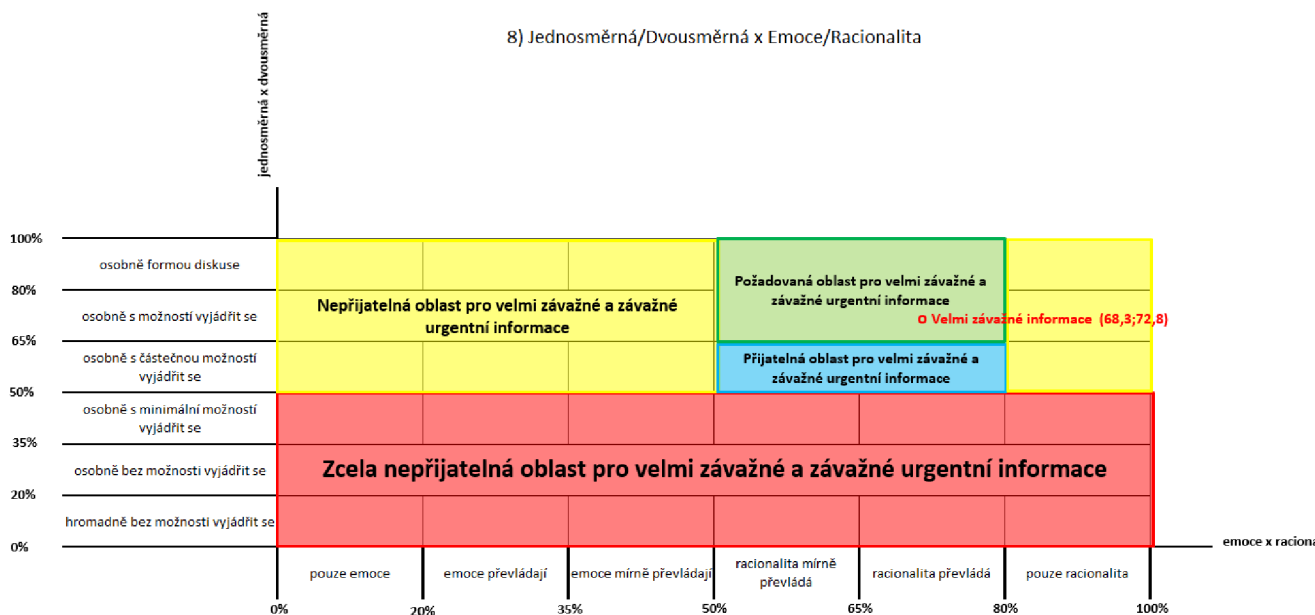 8) Jednosměrná/Dvousměrná x Emoce/Racionalita
jednosměrná x dvousměrná
100%
osobně formou diskuse
80%
osobně s možností vyjádřit se
65%
osobně s částečnou možností
vyjádřit se
50%
osobně s minimální možností
vyjádřit se
35%
osobně bez možnosti vyjádřit se
20%
hromadně bez možnosti vyjádřit se
0%
Nepřijatelná oblast pro velmi závažné a závažné
urgentní informace
Požadovaná oblast pro velmi závažné a
závažné urgentní informace
Velmi závažné informace (68,3;72,8)
Přijatelná oblast pro velmi závažné a
závažné urgentní informace
Zcela nepřijatelná oblast pro velmi závažné a závažné urgentní informace
emoce x raciona
pouze emoce
emoce převládají
emoce mírně převládají
racionalita mírně
převládá
racionalita převládá
pouze racionalita
0%
20%
35%
50%
65%
80%
100%